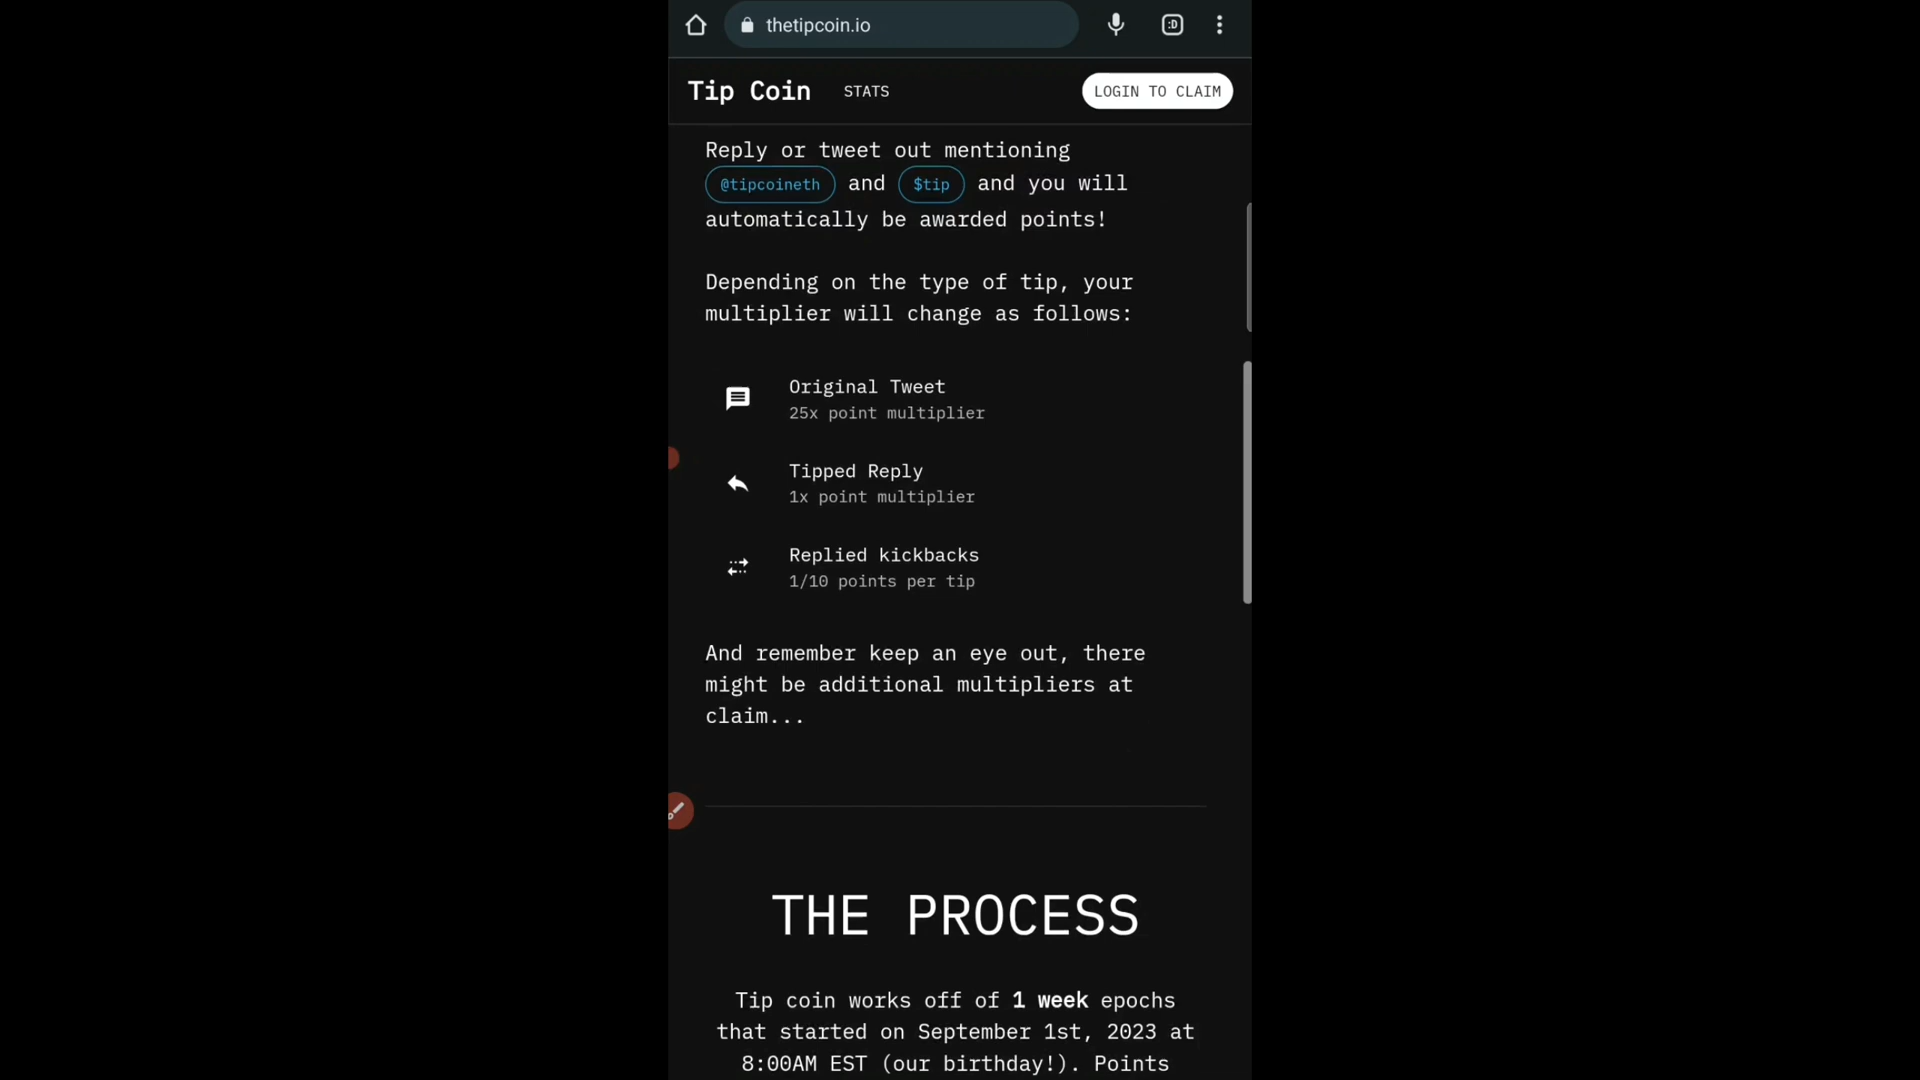 thetipcoin.io
:D
Tip Coin
STATS
LOGIN TO CLAIM
Reply or tweet out mentioning
@tipcoineth and $tip and you will
automatically be awarded points!
Depending on the type of tip, your
multiplier will change as follows:
Original Tweet
25x point multiplier
Tipped Reply
1x point multiplier
Replied kickbacks
1/10 points per tip
And remember keep an eye out, there
might be additional multipliers at
claim...
THE PROCESS
Tip coin works off of 1 week epochs
that started on September 1st, 2023 at
8:00AM EST (our birthday!). Points